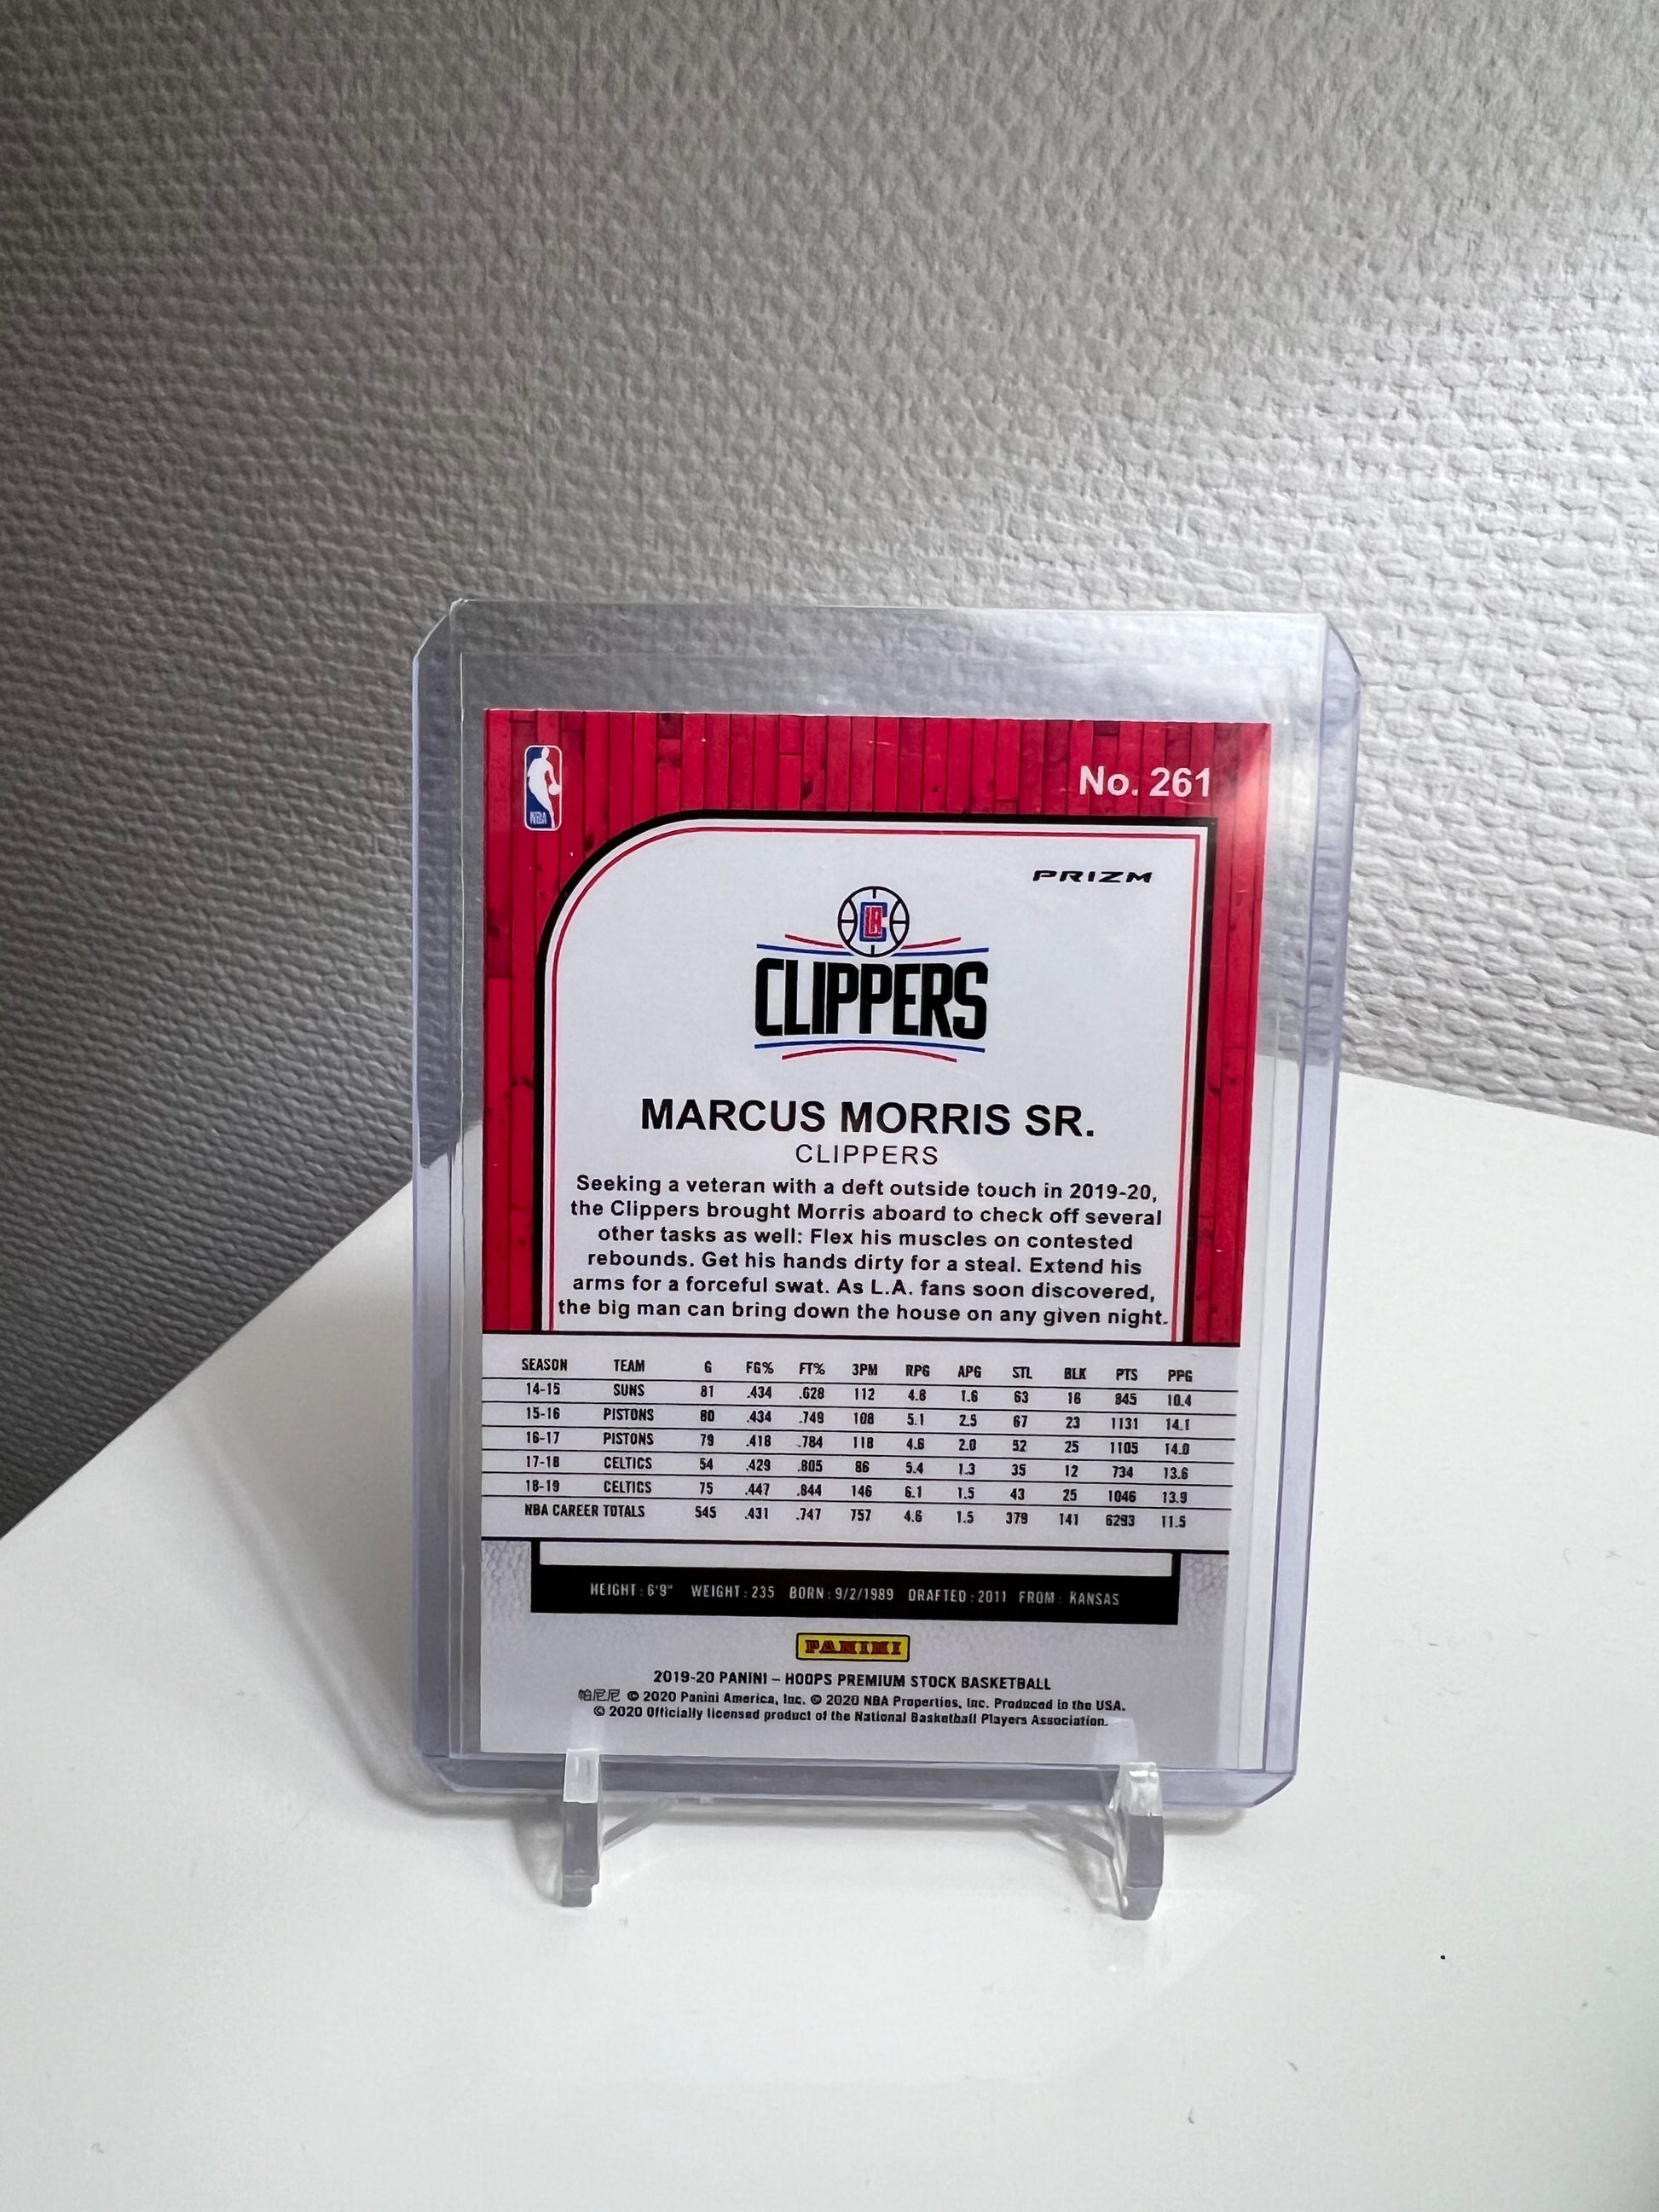 NBA
No. 261
PRIZM
LAC
CLIPPERS
MARCUS MORRIS SR.
CLIPPERS
Seeking a veteran with a deft outside touch in 2019-20,
the Clippers brought Morris aboard to check off several
other tasks as well: Flex his muscles on contested
rebounds. Get his hands dirty for a steal. Extend his
arms for a forceful swat. As L.A. fans soon discovered,
the big man can bring down the house on any given night.
SEASON TEAM G FG% FT% 3PM RPG APG STL BLK PTS PPG
14-15 SUNS 81 .434 .628 112 4.8 1.6 63 16 845 10.4
15-16 PISTONS 80 .434 .749 108 5.1 2.5 67 23 1131 14.1
16-17 PISTONS 79 .418 .784 118 4.6 2.0 52 25 1105 14.0
17-18 CELTICS 54 .429 .805 86 5.4 1.3 35 12 734 13.6
18-19 CELTICS 75 .447 .844 146 6.1 1.5 43 25 1046 13.9
NBA CAREER TOTALS 545 .431 .747 757 4.6 1.5 379 141 6293 11.5
HEIGHT: 6'9" WEIGHT: 235 BORN: 9/2/1989 DRAFTED: 2011 FROM: KANSAS
PANINI
2019-20 PANINI – HOOPS PREMIUM STOCK BASKETBALL
帕尼尼 © 2020 Panini America, Inc. © 2020 NBA Properties, Inc. Produced in the USA.
© 2020 Officially licensed product of the National Basketball Players Association.